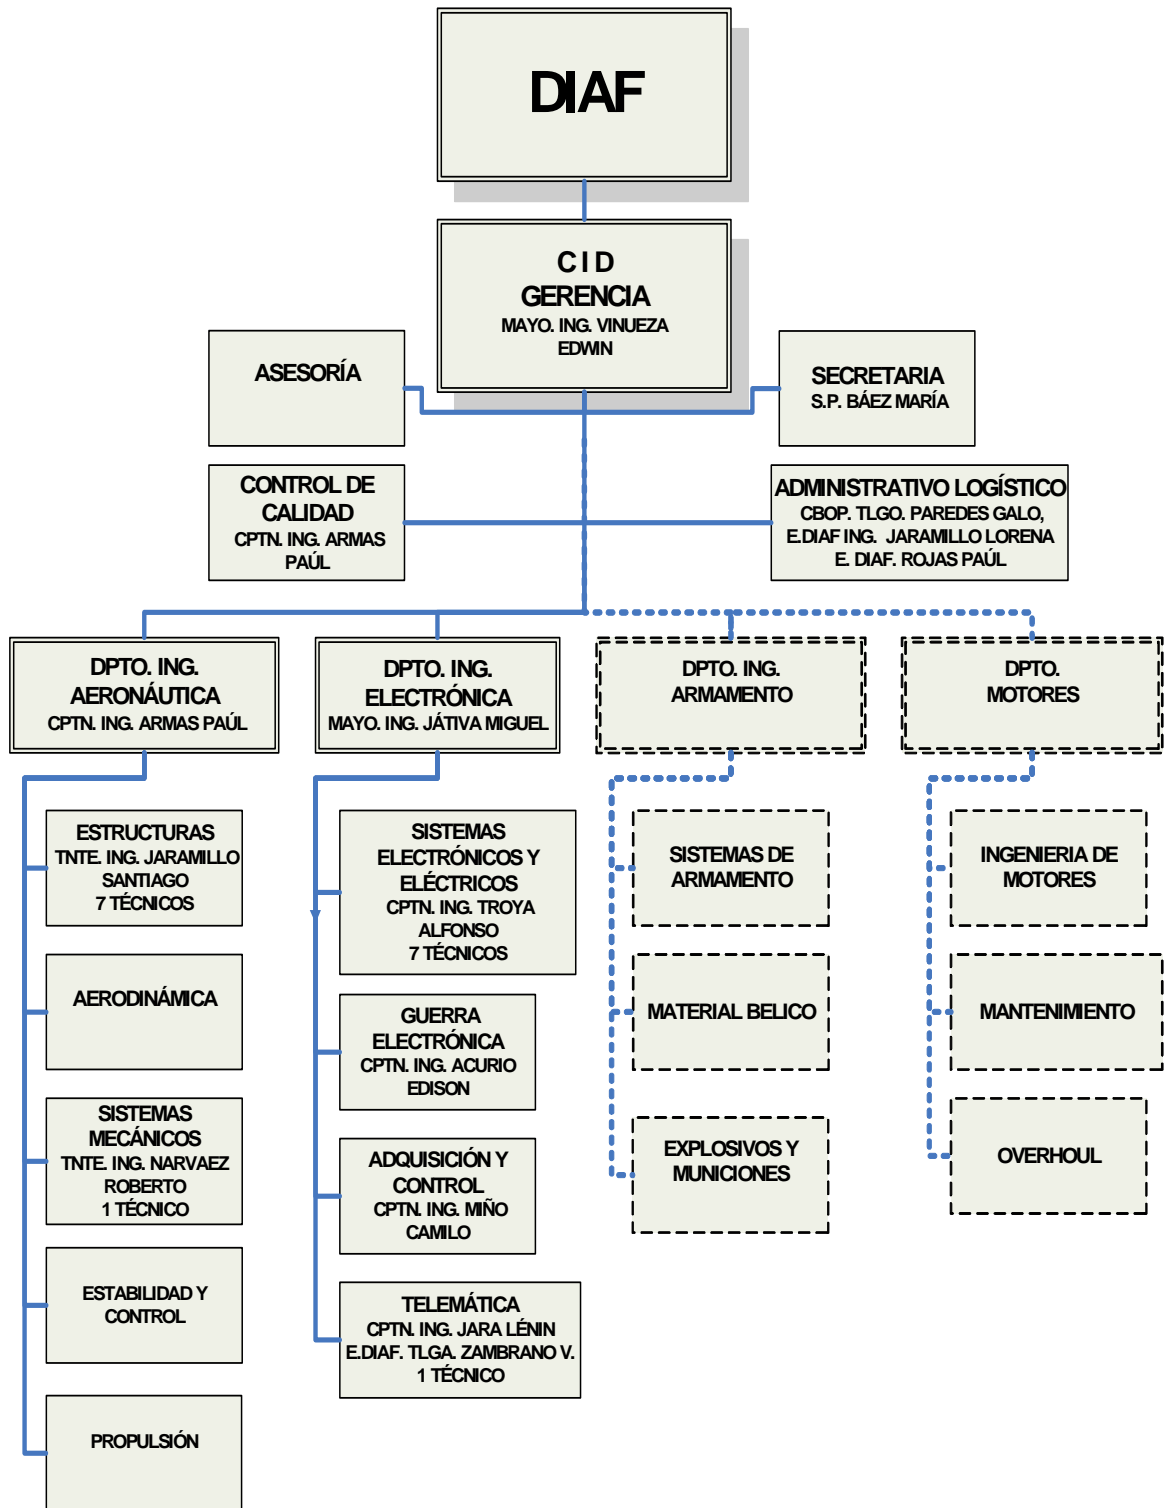 DIAF
C I D
GERENCIA
MAYO. ING. VINUEZA
EDWIN
ASESORÍA
SECRETARIA
S.P. BÁEZ MARÍA
CONTROL DE
CALIDAD
CPTN. ING. ARMAS
PAÚL
ADMINISTRATIVO LOGÍSTICO
CBOP. TLGO. PAREDES GALO,
E.DIAF ING. JARAMILLO LORENA
E. DIAF. ROJAS PAÚL
DPTO. ING.
AERONÁUTICA
CPTN. ING. ARMAS PAÚL
DPTO. ING.
ELECTRÓNICA
MAYO. ING. JÁTIVA MIGUEL
DPTO. ING.
ARMAMENTO
DPTO.
MOTORES
ESTRUCTURAS
TNTE. ING. JARAMILLO
SANTIAGO
7 TÉCNICOS
AERODINÁMICA
SISTEMAS
MECÁNICOS
TNTE. ING. NARVAEZ
ROBERTO
1 TÉCNICO
ESTABILIDAD Y
CONTROL
PROPULSIÓN
SISTEMAS
ELECTRÓNICOS Y
ELÉCTRICOS
CPTN. ING. TROYA
ALFONSO
7 TÉCNICOS
GUERRA
ELECTRÓNICA
CPTN. ING. ACURIO
EDISON
ADQUISICIÓN Y
CONTROL
CPTN. ING. MIÑO
CAMILO
TELEMÁTICA
CPTN. ING. JARA LÉNIN
E.DIAF. TLGA. ZAMBRANO V.
1 TÉCNICO
SISTEMAS DE
ARMAMENTO
MATERIAL BELICO
EXPLOSIVOS Y
MUNICIONES
INGENIERIA DE
MOTORES
MANTENIMIENTO
OVERHOUL